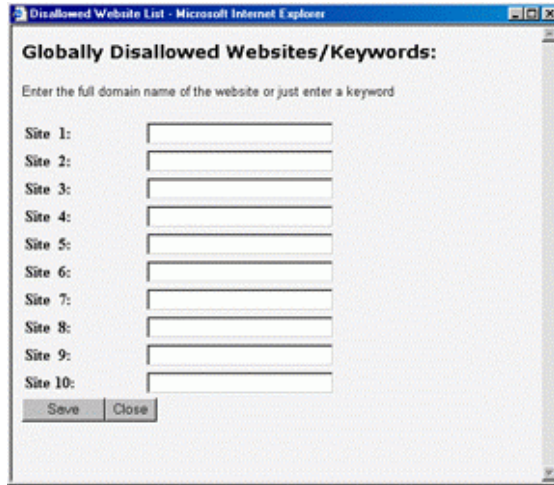 Disallowed Website List - Microsoft Internet Explorer
Globally Disallowed Websites/Keywords:
Enter the full domain name of the website or just enter a keyword
Site 1:
Site 2:
Site 3:
Site 4:
Site 5:
Site 6:
Site 7:
Site 8:
Site 9:
Site 10:
Save Close